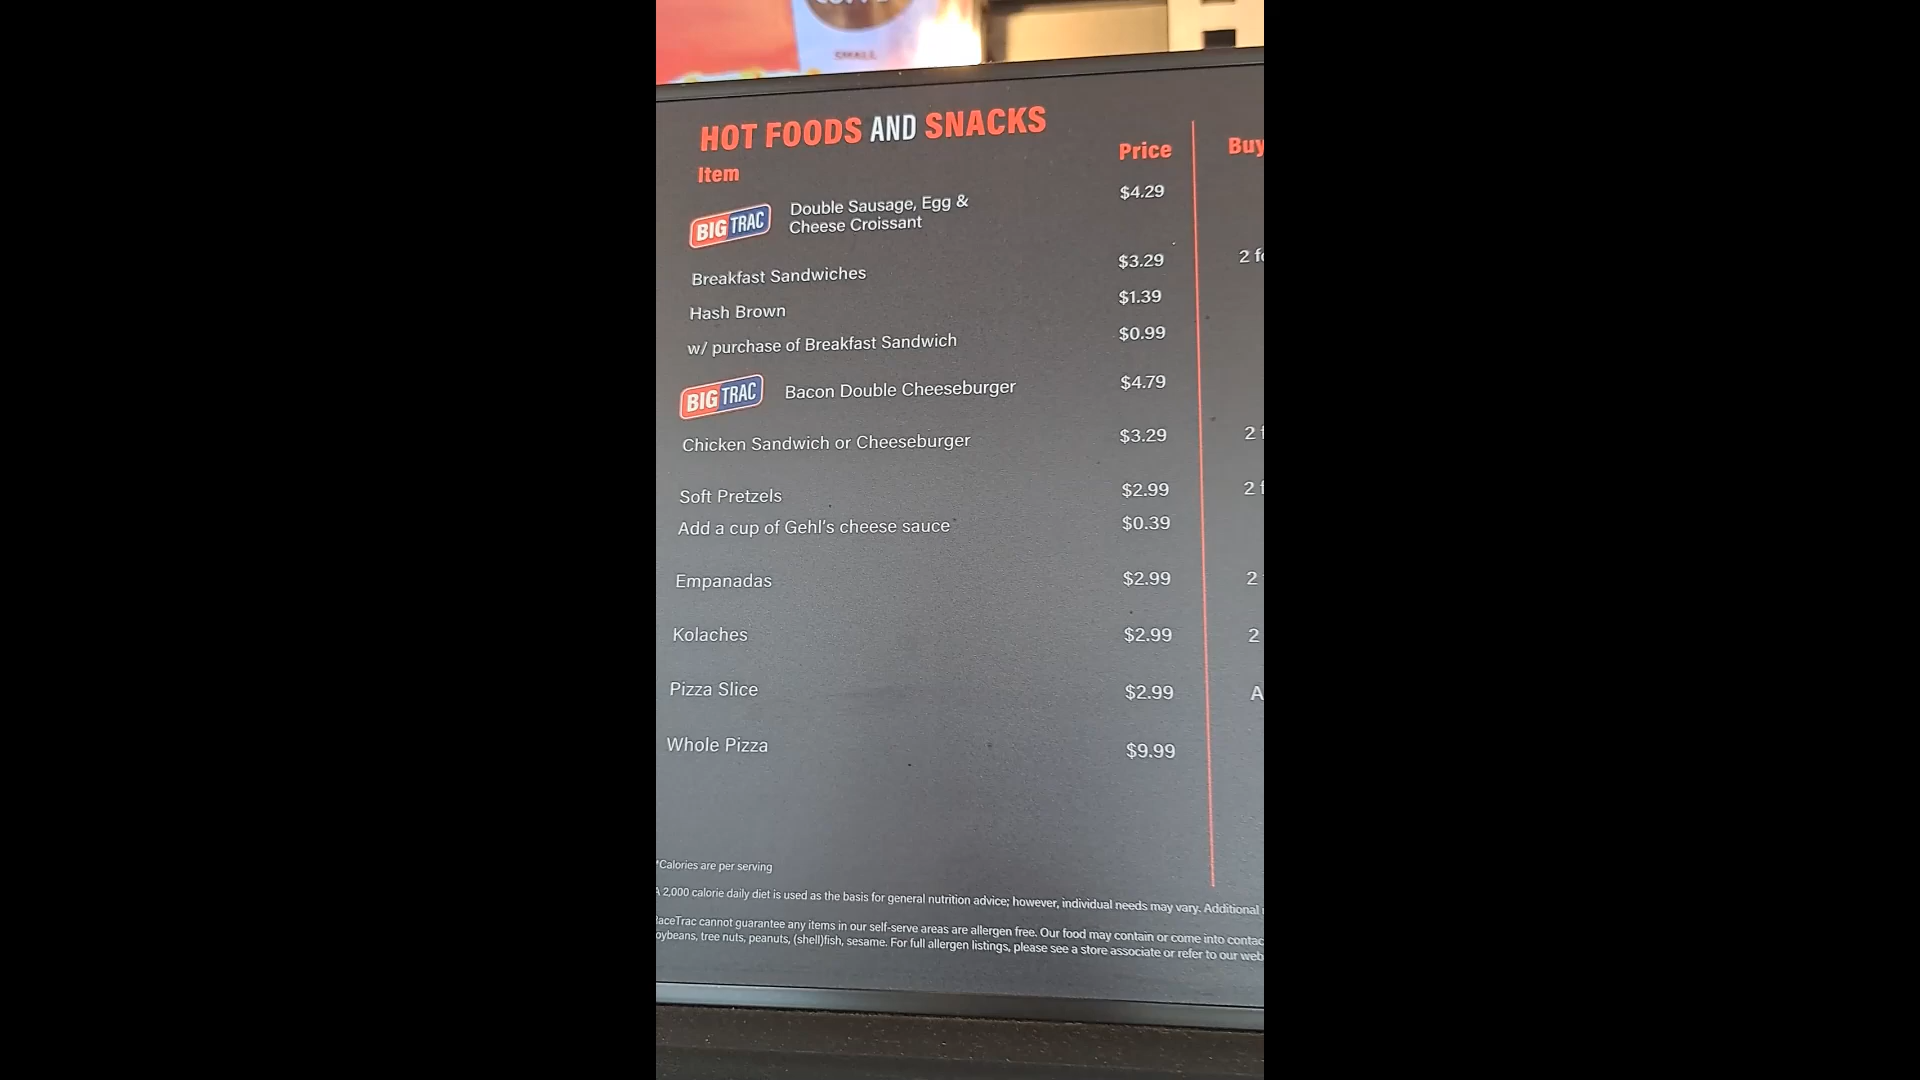 SMALL
HOT FOODS AND SNACKS
Item Price Buy
BIG TRAC Double Sausage, Egg & $4.29
Cheese Croissant
Breakfast Sandwiches $3.29 2 fo
Hash Brown $1.39
w/ purchase of Breakfast Sandwich $0.99
BIG TRAC Bacon Double Cheeseburger $4.79
Chicken Sandwich or Cheeseburger $3.29 2 f
Soft Pretzels $2.99 2 f
Add a cup of Gehl's cheese sauce $0.39
Empanadas $2.99 2
Kolaches $2.99 2
Pizza Slice $2.99 A
Whole Pizza $9.99
*Calories are per serving
A 2,000 calorie daily diet is used as the basis for general nutrition advice; however, individual needs may vary. Additional
aceTrac cannot guarantee any items in our self-serve areas are allergen free. Our food may contain or come into contac
oybeans, tree nuts, peanuts, (shell)fish, sesame. For full allergen listings, please see a store associate or refer to our web